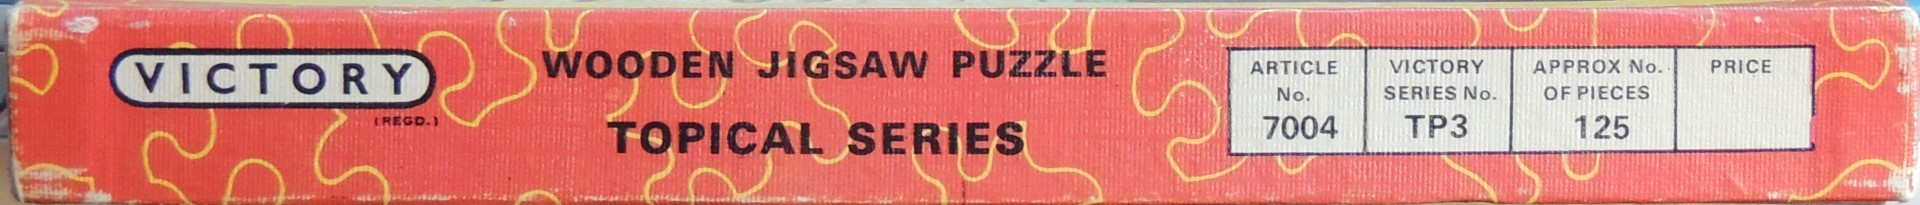 VICTORY
(REGD.)
WOODEN JIGSAW PUZZLE
TOPICAL SERIES
ARTICLE
No.
7004
VICTORY
SERIES No.
TP3
APPROX No.
OF PIECES
125
PRICE